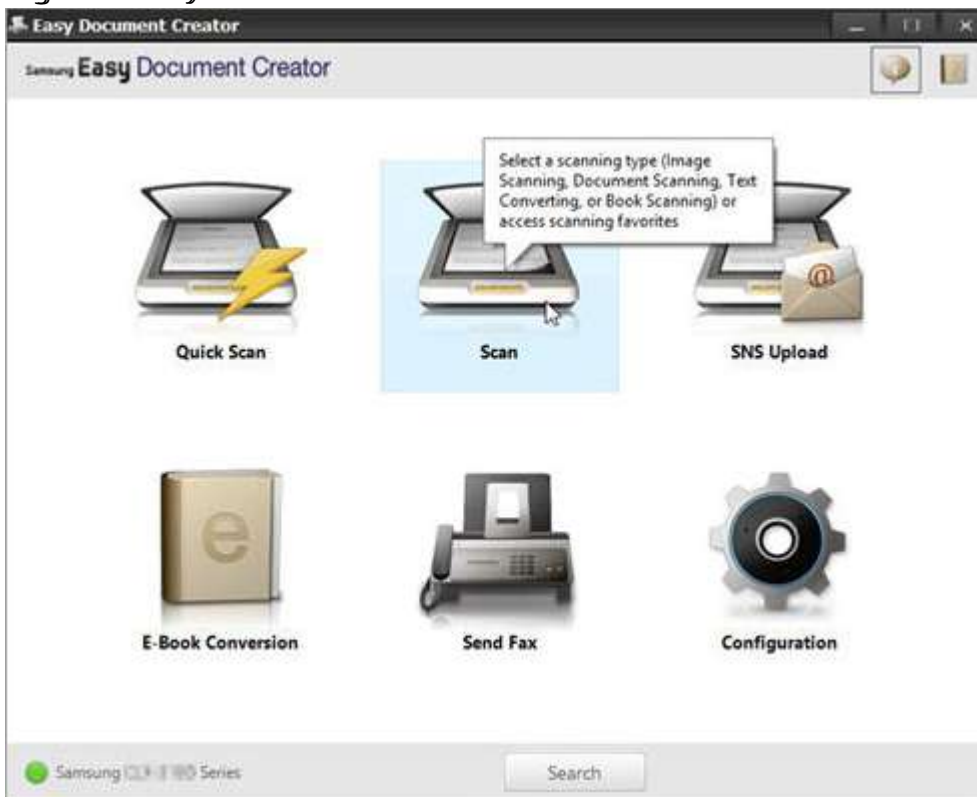 Easy Document Creator
Samsung Easy Document Creator
Select a scanning type (Image
Scanning, Document Scanning, Text
Converting, or Book Scanning) or
access scanning favorites
@
Quick Scan
Scan
SNS Upload
e
E-Book Conversion
Send Fax
Configuration
Samsung Series
Search